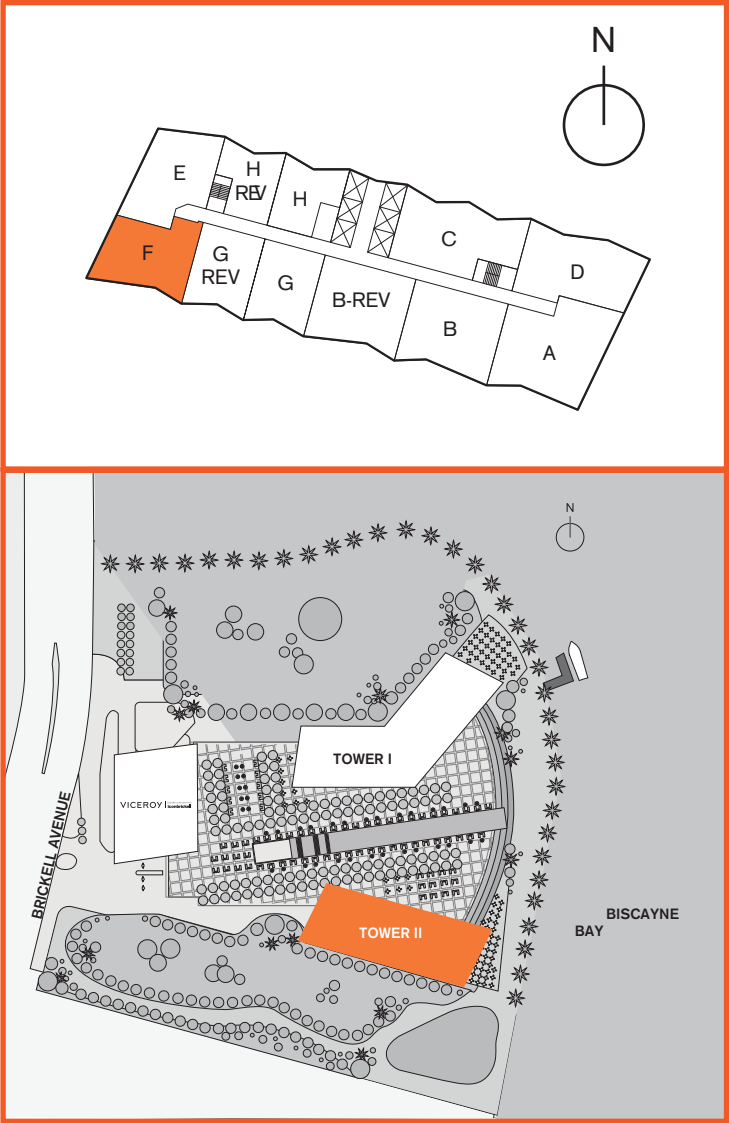 N
E
H
REV
H
C
D
F
G
REV
G
B-REV
B
A
N
TOWER I
VICEROY
BRICKELL AVENUE
TOWER II
BISCAYNE
BAY